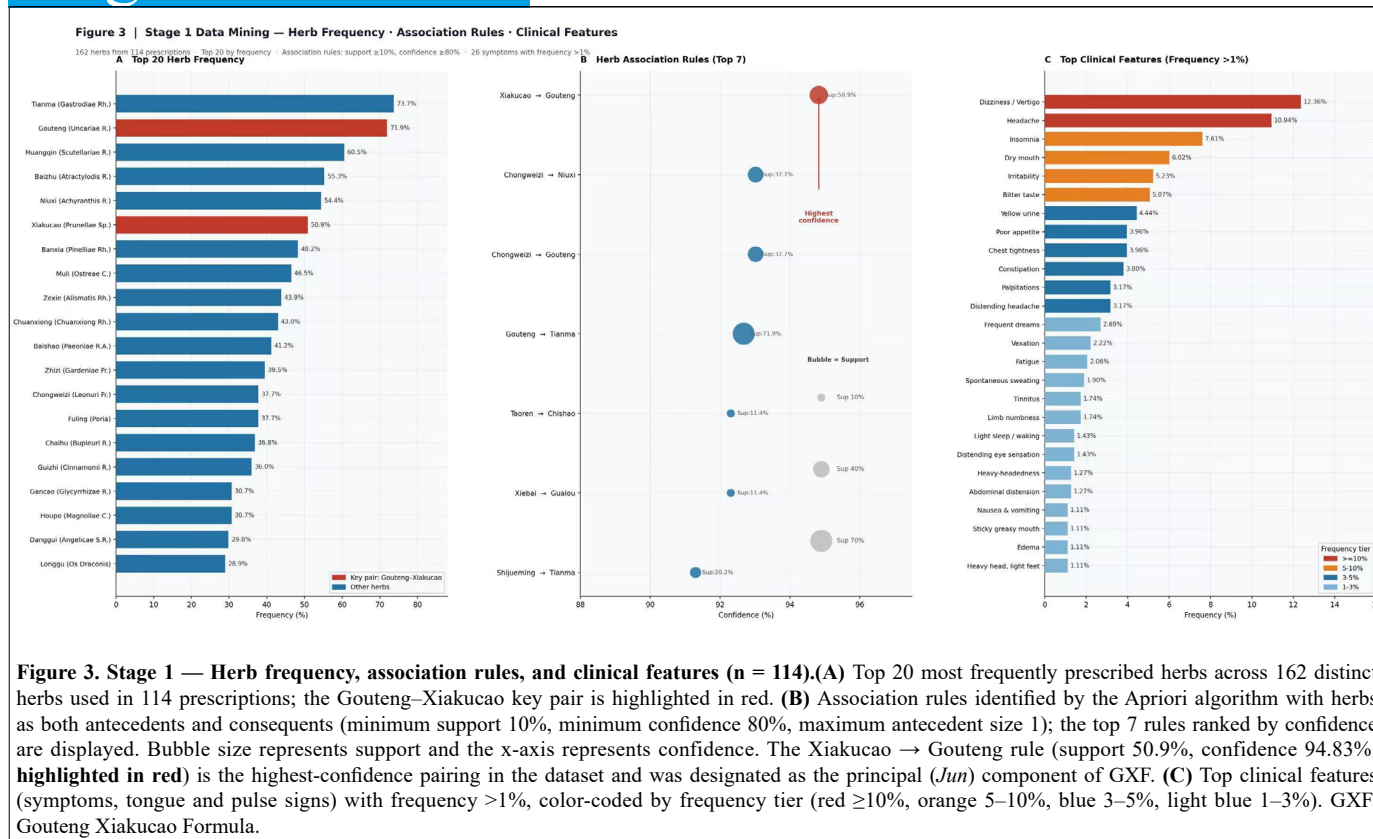 Figure 3 | Stage 1 Data Mining — Herb Frequency · Association Rules · Clinical Features
162 herbs from 114 prescriptions · Top 20 by frequency · Association rules: support ≥10%, confidence ≥80% · 26 symptoms with frequency >1%
A Top 20 Herb Frequency
Tianma (Gastrodiae Rh.) 73.7%
Gouteng (Uncariae R.) 71.9%
Huangqin (Scutellariae R.) 60.5%
Baizhu (Atractylodis R.) 55.3%
Niuxi (Achyranthis R.) 54.4%
Xiakucao (Prunellae Sp.) 50.9%
Banxia (Pinelliae Rh.) 48.2%
Muli (Ostreae C.) 46.5%
Zexie (Alismatis Rh.) 43.9%
Chuanxiong (Chuanxiong Rh.) 43.0%
Baishao (Paeoniae R.A.) 41.2%
Zhizi (Gardeniae Fr.) 39.5%
Chongweizi (Leonuri Fr.) 37.7%
Fuling (Poria) 37.7%
Chaihu (Bupleuri R.) 36.8%
Guizhi (Cinnamomi R.) 36.0%
Gancao (Glycyrrhizae R.) 30.7%
Houpo (Magnoliae C.) 30.7%
Danggui (Angelicae S.R.) 29.8%
Longgu (Os Draconis) 28.9%
Key pair: Gouteng–Xiakucao
Other herbs
0 10 20 30 40 50 60 70 80
Frequency (%)
B Herb Association Rules (Top 7)
Xiakucao → Gouteng Sup:50.9%
Chongweizi → Niuxi Sup:37.7%
Highest
confidence
Chongweizi → Gouteng Sup:37.7%
Gouteng → Tianma Sup:71.9%
Bubble = Support
Sup 10%
Taoren → Chishao Sup:11.4%
Sup 40%
Xiebai → Gualou Sup:11.4%
Sup 70%
Shijueming → Tianma Sup:20.2%
88 90 92 94 96
Confidence (%)
C Top Clinical Features (Frequency >1%)
Dizziness / Vertigo 12.36%
Headache 10.94%
Insomnia 7.61%
Dry mouth 6.02%
Irritability 5.23%
Bitter taste 5.07%
Yellow urine 4.44%
Poor appetite 3.96%
Chest tightness 3.96%
Constipation 3.80%
Palpitations 3.17%
Distending headache 3.17%
Frequent dreams 2.69%
Vexation 2.22%
Fatigue 2.06%
Spontaneous sweating 1.90%
Tinnitus 1.74%
Limb numbness 1.74%
Light sleep / waking 1.43%
Distending eye sensation 1.43%
Heavy-headedness 1.27%
Abdominal distension 1.27%
Nausea & vomiting 1.11%
Sticky greasy mouth 1.11%
Edema 1.11%
Heavy head, light feet 1.11%
Frequency tier
>=10%
5-10%
3-5%
1-3%
0 2 4 6 8 10 12 14
Frequency (%)
Figure 3. Stage 1 — Herb frequency, association rules, and clinical features (n = 114).(A) Top 20 most frequently prescribed herbs across 162 distinct
herbs used in 114 prescriptions; the Gouteng–Xiakucao key pair is highlighted in red. (B) Association rules identified by the Apriori algorithm with herbs
as both antecedents and consequents (minimum support 10%, minimum confidence 80%, maximum antecedent size 1); the top 7 rules ranked by confidence
are displayed. Bubble size represents support and the x-axis represents confidence. The Xiakucao → Gouteng rule (support 50.9%, confidence 94.83%
highlighted in red) is the highest-confidence pairing in the dataset and was designated as the principal (Jun) component of GXF. (C) Top clinical features
(symptoms, tongue and pulse signs) with frequency >1%, color-coded by frequency tier (red ≥10%, orange 5–10%, blue 3–5%, light blue 1–3%). GXF
Gouteng Xiakucao Formula.